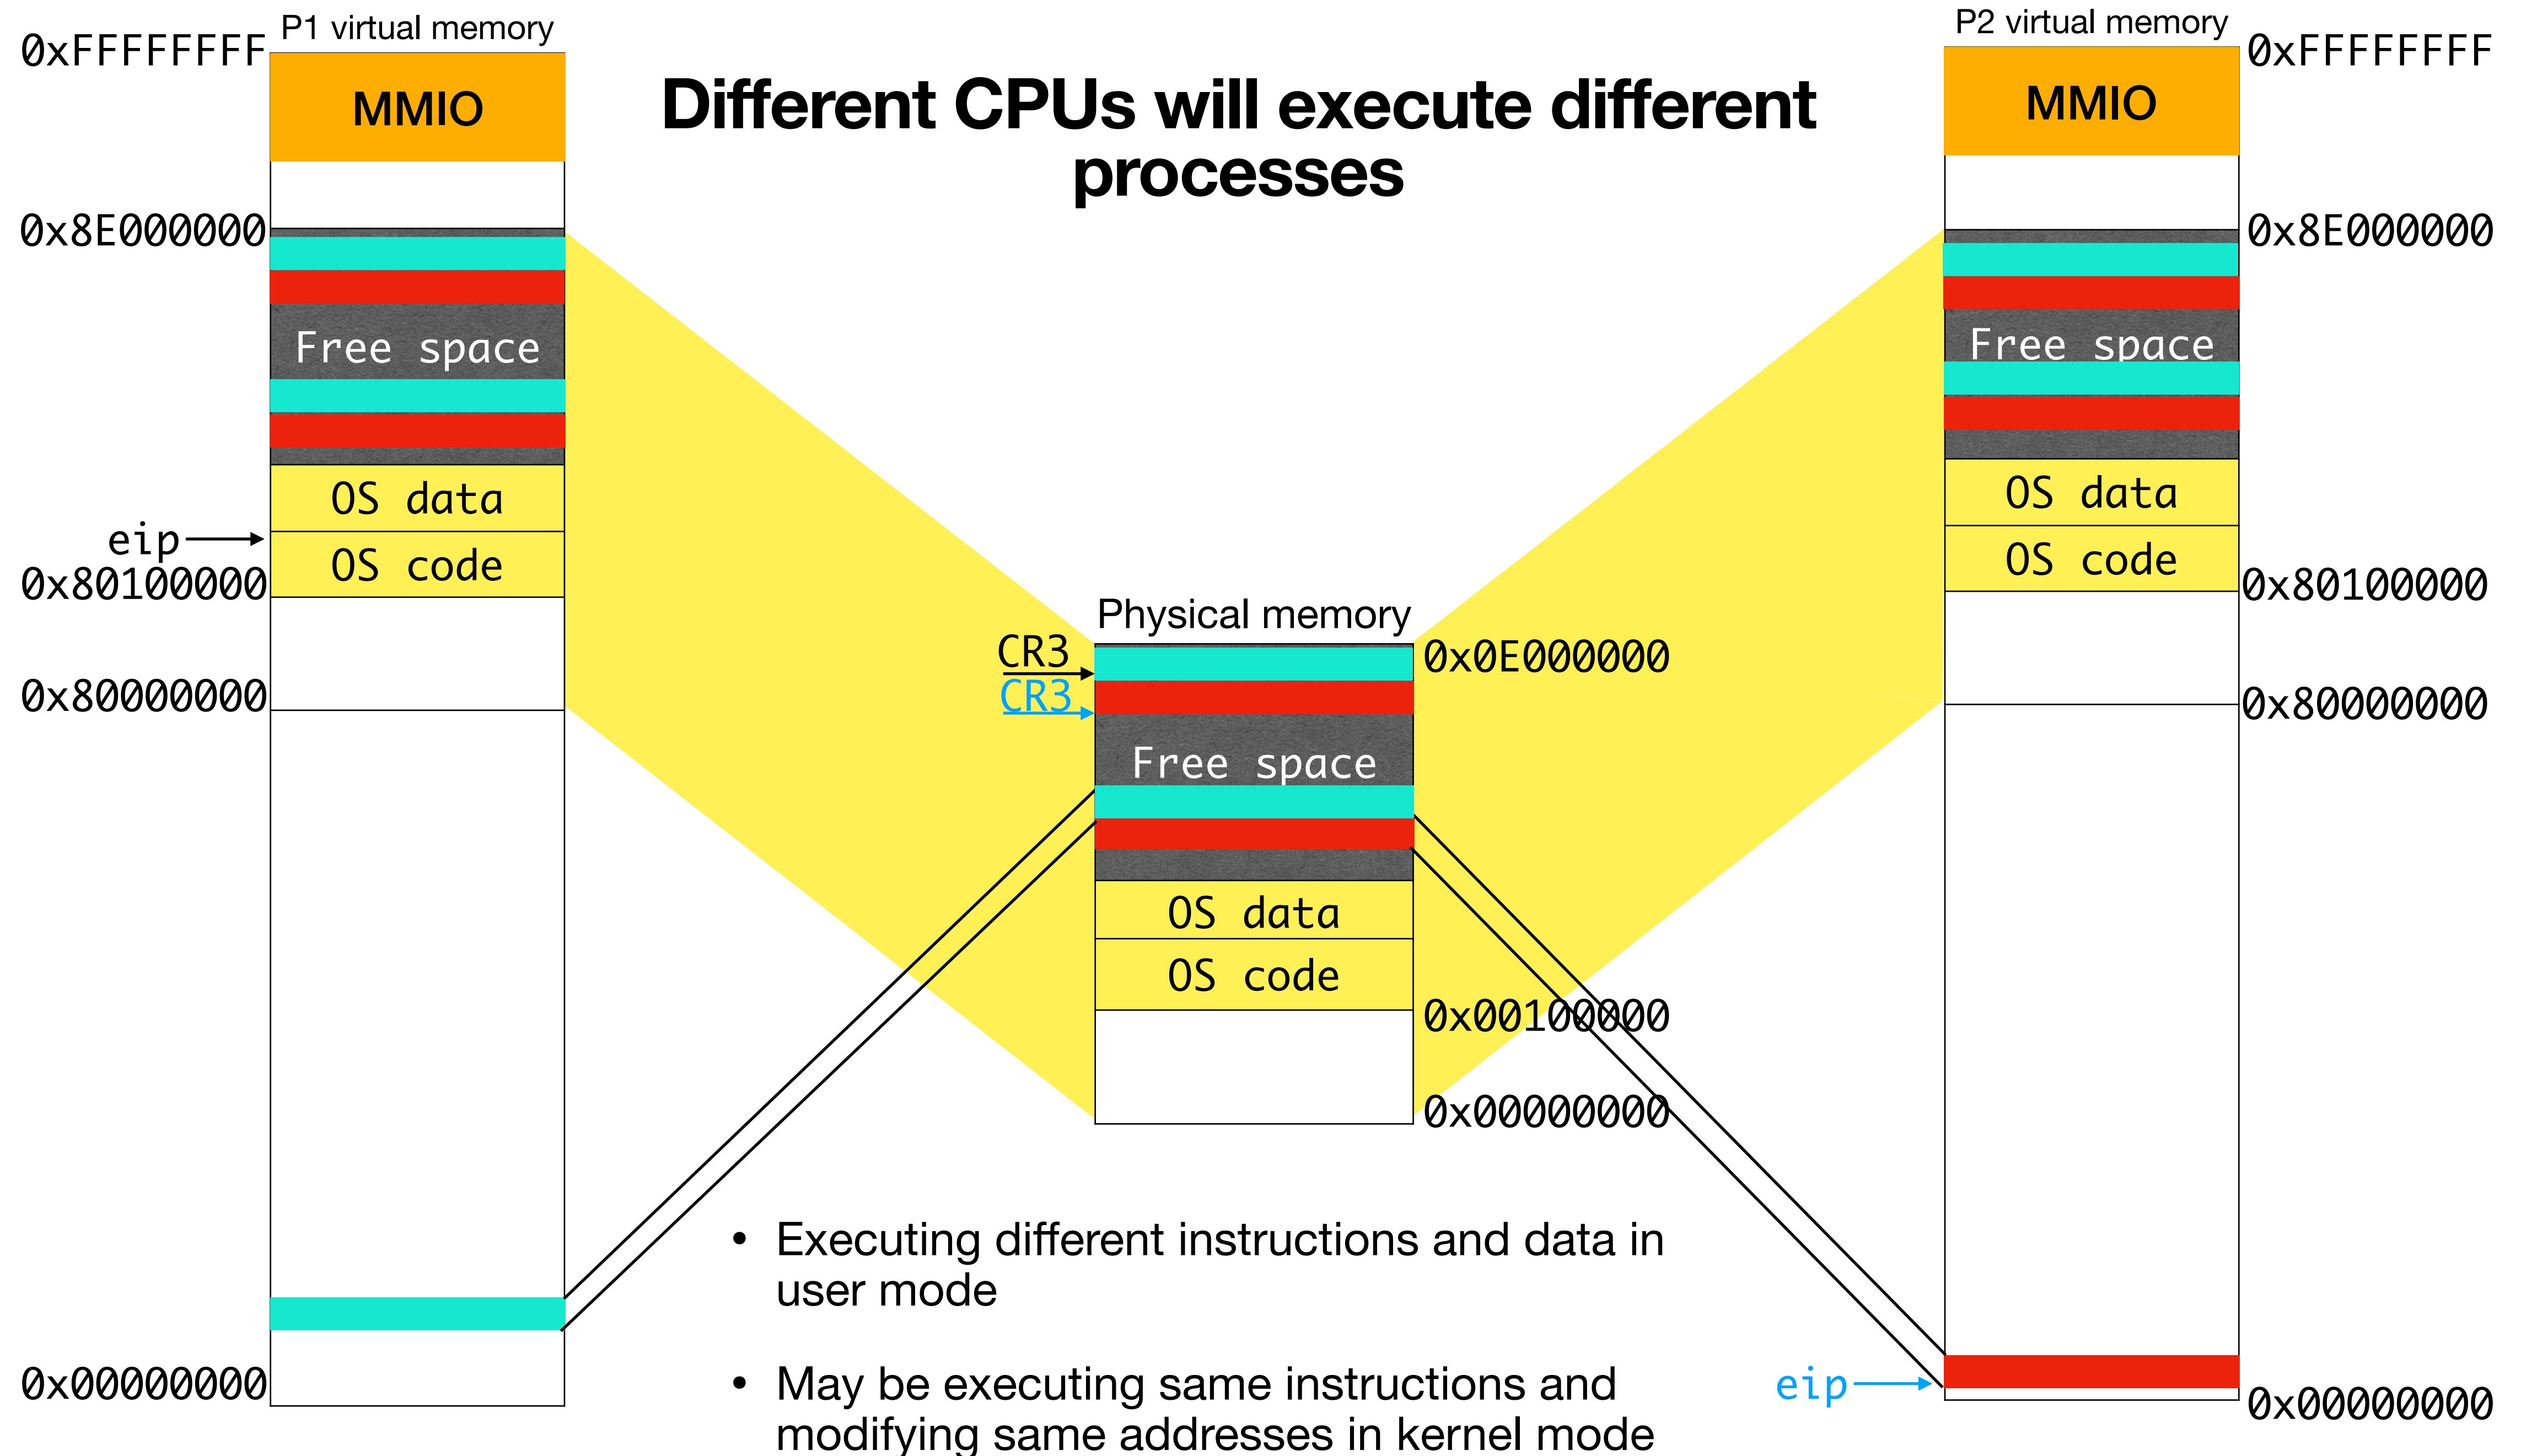 P1 virtual memory
0xFFFFFFFF
MMIO
0x8E000000
Free space
OS data
eip
OS code
0x80100000
0x80000000
0x00000000
Different CPUs will execute different
processes
Physical memory
CR3
CR3
0x0E000000
Free space
OS data
OS code
0x00100000
0x00000000
• Executing different instructions and data in
user mode
• May be executing same instructions and
modifying same addresses in kernel mode
P2 virtual memory
0xFFFFFFFF
MMIO
0x8E000000
Free space
OS data
OS code
0x80100000
0x80000000
eip
0x00000000